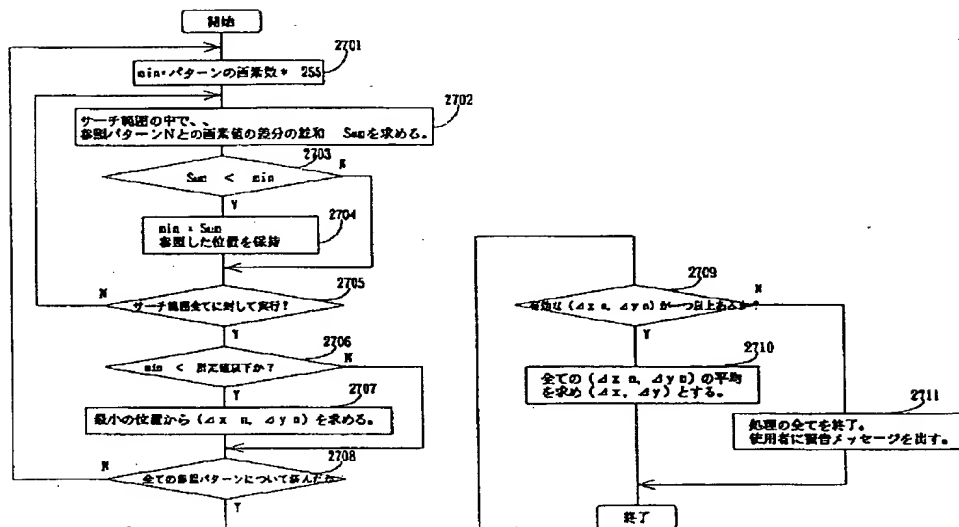 開始
2701
min=パターンの画素数* 255
2702
サーチ範囲の中で、、
参照パターンNとの画素値の差分の総和 Sumを求める。
2703
Sum < min
N
Y
2704
min = Sum
参照した位置を保持
2705
サーチ範囲全てに対して実行?
N
Y
2706
min < 所定値以下か?
N
Y
2707
最小の位置から(⊿x n, ⊿y n)を求める。
2708
全ての参照パターンについて済んだか
N
Y
2709
有効な(⊿x n, ⊿y n)が一つ以上あるか?
N
Y
2710
全ての(⊿x n, ⊿y n)の平均
を求め(⊿x, ⊿y)とする。
2711
処理の全てを終了。
使用者に警告メッセージを出す。
終了